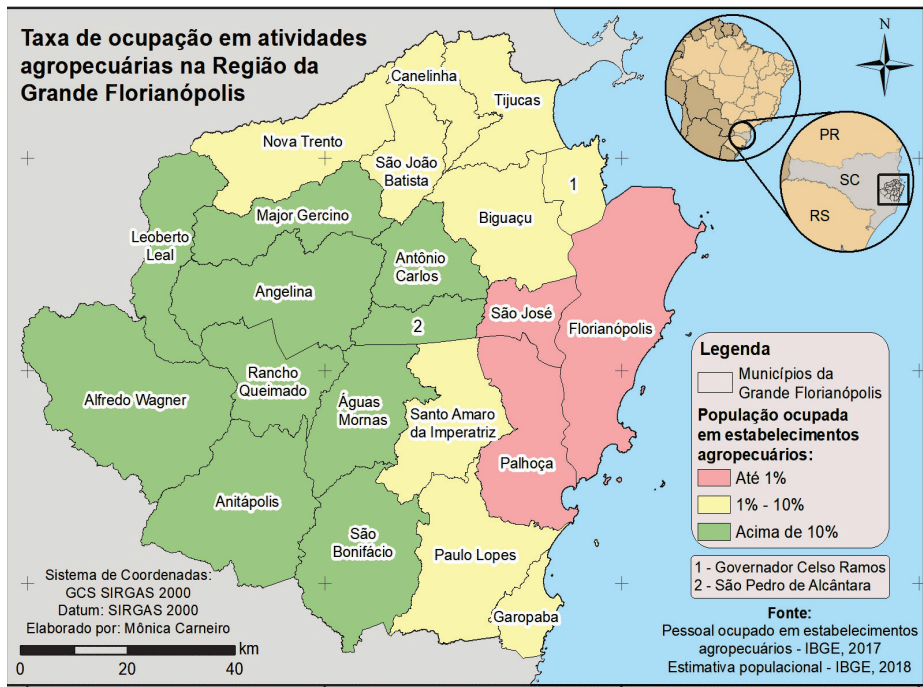 Taxa de ocupação em atividades
agropecuárias na Região da
Grande Florianópolis
N
PR
SC
RS
Canelinha
Tijucas
Nova Trento
São João
Batista
1
Major Gercino
Biguaçu
Leoberto
Leal
Antônio
Carlos
Angelina
São José
Florianópolis
2
Rancho
Queimado
Alfredo Wagner
Águas
Mornas
Santo Amaro
da Imperatriz
Palhoça
Anitápolis
São
Bonifácio
Paulo Lopes
Garopaba
Legenda
Municípios da
Grande Florianópolis
População ocupada
em estabelecimentos
agropecuários:
Até 1%
1% - 10%
Acima de 10%
1 - Governador Celso Ramos
2 - São Pedro de Alcântara
Fonte:
Pessoal ocupado em estabelecimentos
agropecuários - IBGE, 2017
Estimativa populacional - IBGE, 2018
Sistema de Coordenadas:
GCS SIRGAS 2000
Datum: SIRGAS 2000
Elaborado por: Mônica Carneiro
km
0
20
40